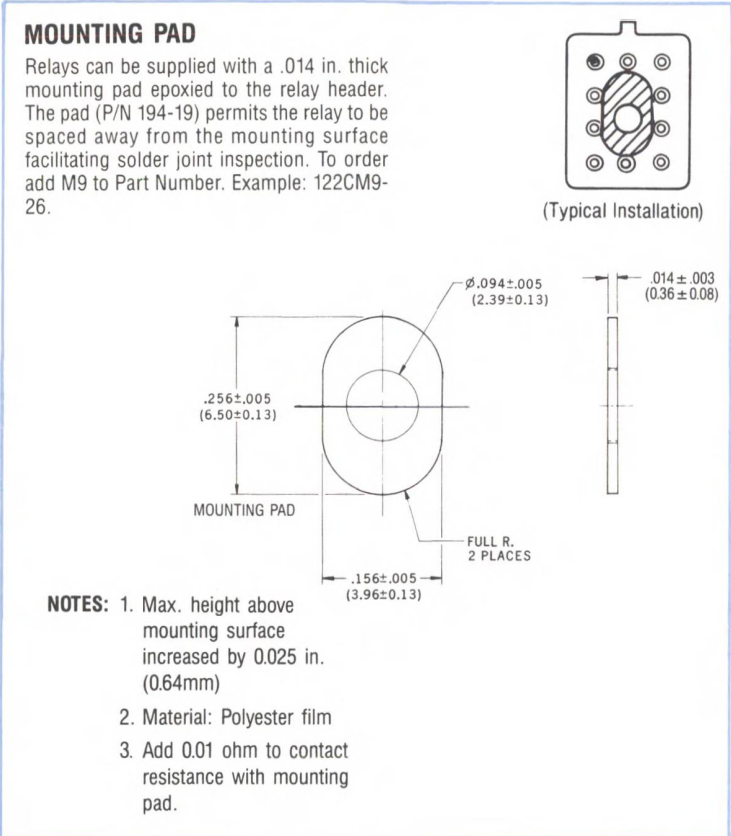 MOUNTING PAD
Relays can be supplied with a .014 in. thick
mounting pad epoxied to the relay header.
The pad (P/N 194-19) permits the relay to be
spaced away from the mounting surface
facilitating solder joint inspection. To order
add M9 to Part Number. Example: 122CM9-
26.
(Typical Installation)
Ø.094±.005
(2.39±0.13)
.014 ± .003
(0.36 ± 0.08)
.256±.005
(6.50±0.13)
MOUNTING PAD
FULL R.
2 PLACES
.156±.005
(3.96±0.13)
NOTES: 1. Max. height above
mounting surface
increased by 0.025 in.
(0.64mm)
2. Material: Polyester film
3. Add 0.01 ohm to contact
resistance with mounting
pad.